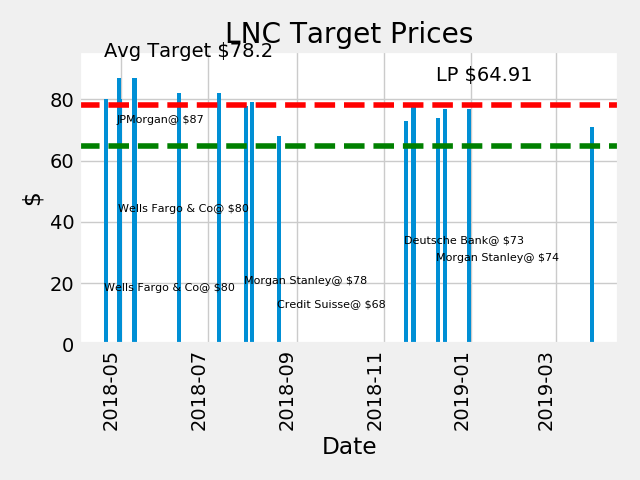 LNC Target Prices
Avg Target $78.2
LP $64.91
JPMorgan@ $87
Wells Fargo & Co@ $80
Deutsche Bank@ $73
Morgan Stanley@ $74
Morgan Stanley@ $78
Wells Fargo & Co@ $80
Credit Suisse@ $68
$
80
60
40
20
0
2018-05
2018-07
2018-09
2018-11
2019-01
2019-03
Date